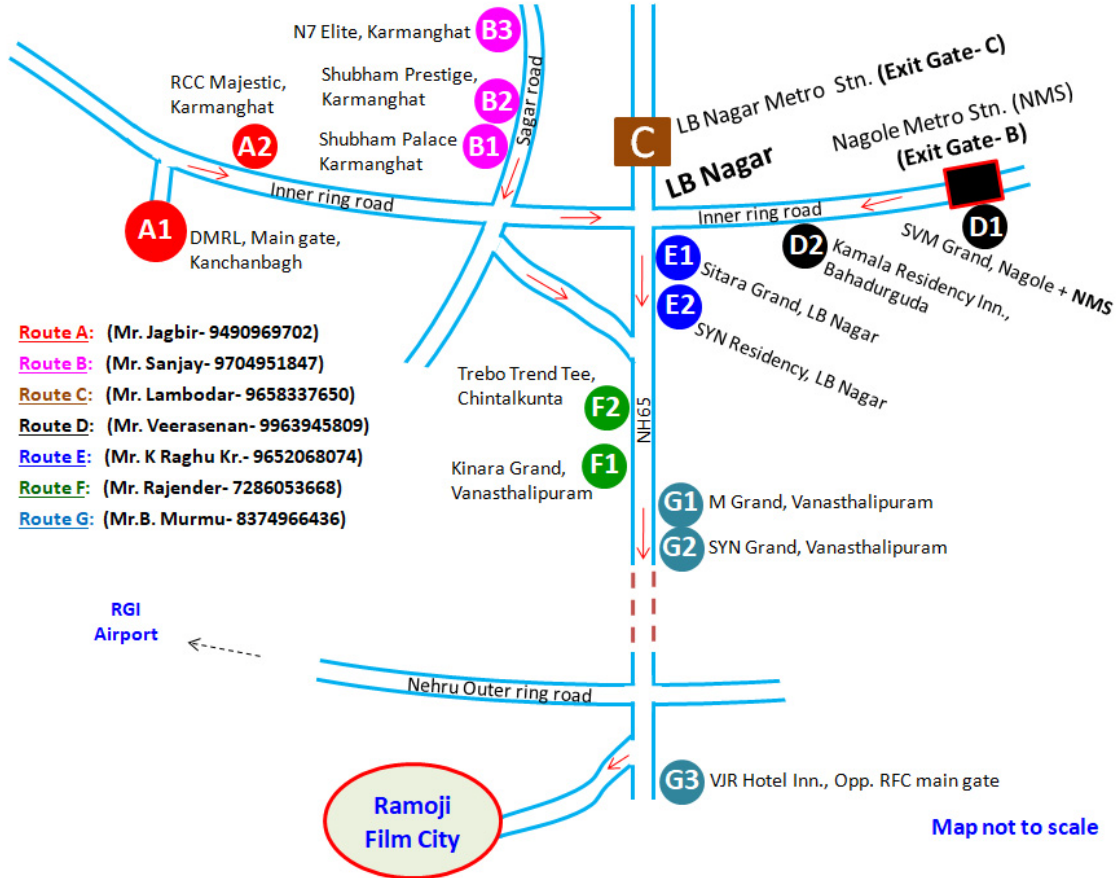 N7 Elite, Karmanghat
B3
RCC Majestic,
Karmanghat
A2
Shubham Prestige,
Karmanghat
B2
Shubham Palace
Karmanghat
B1
Sagar road
C
LB Nagar Metro Stn. (Exit Gate- C)
LB Nagar
Nagole Metro Stn. (NMS)
(Exit Gate- B)
Inner ring road
Inner ring road
A1
DMRL, Main gate,
Kanchanbagh
D1
SVM Grand, Nagole + NMS
D2
Kamala Residency Inn.,
Bahadurguda
E1
Sitara Grand, LB Nagar
E2
SYN Residency, LB Nagar
Route A: (Mr. Jagbir- 9490969702)
Route B: (Mr. Sanjay- 9704951847)
Route C: (Mr. Lambodar- 9658337650)
Route D: (Mr. Veerasenan- 9963945809)
Route E: (Mr. K Raghu Kr.- 9652068074)
Route F: (Mr. Rajender- 7286053668)
Route G: (Mr.B. Murmu- 8374966436)
Trebo Trend Tee,
Chintalkunta
F2
NH65
Kinara Grand,
Vanasthalipuram
F1
G1
M Grand, Vanasthalipuram
G2
SYN Grand, Vanasthalipuram
RGI
Airport
Nehru Outer ring road
G3
VJR Hotel Inn., Opp. RFC main gate
Ramoji
Film City
Map not to scale